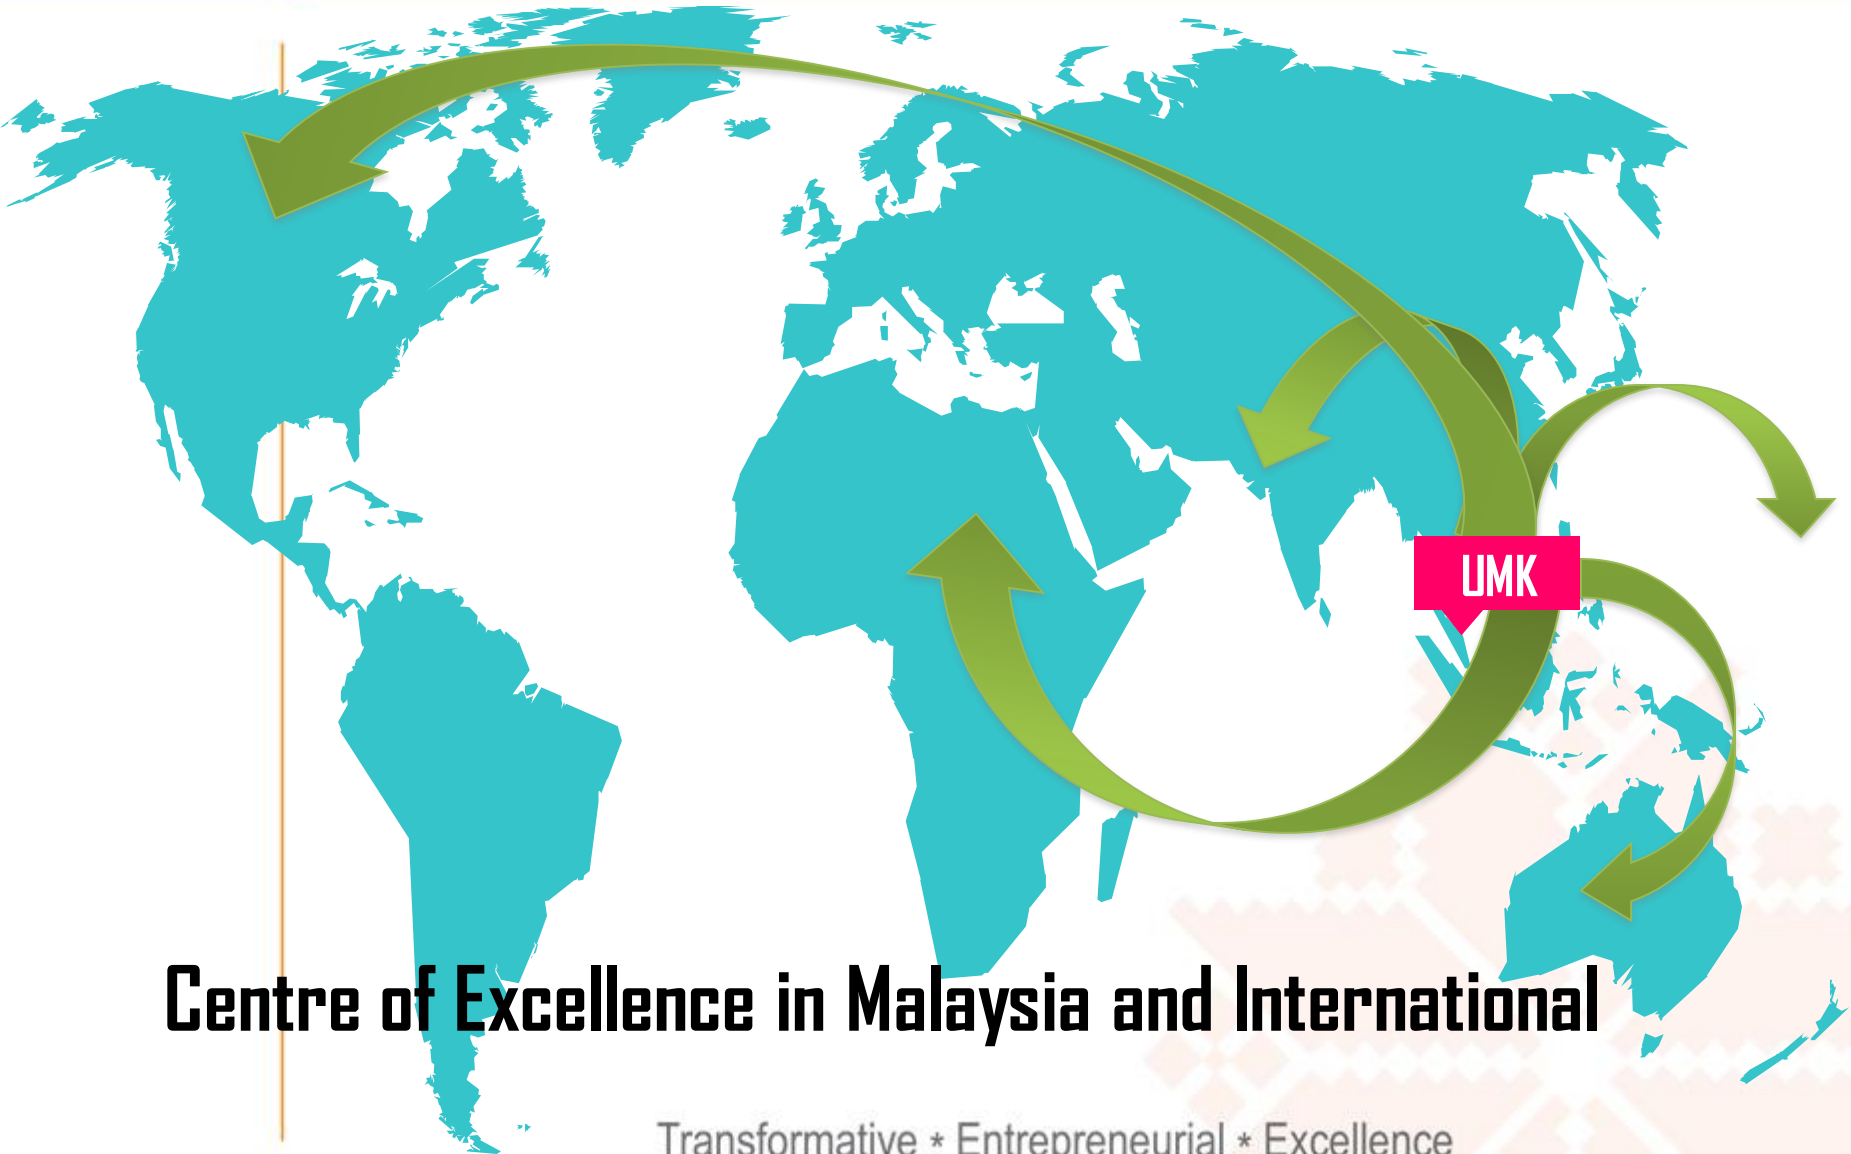 UMK
Centre of Excellence in Malaysia and International
Transformative * Entrepreneurial * Excellence